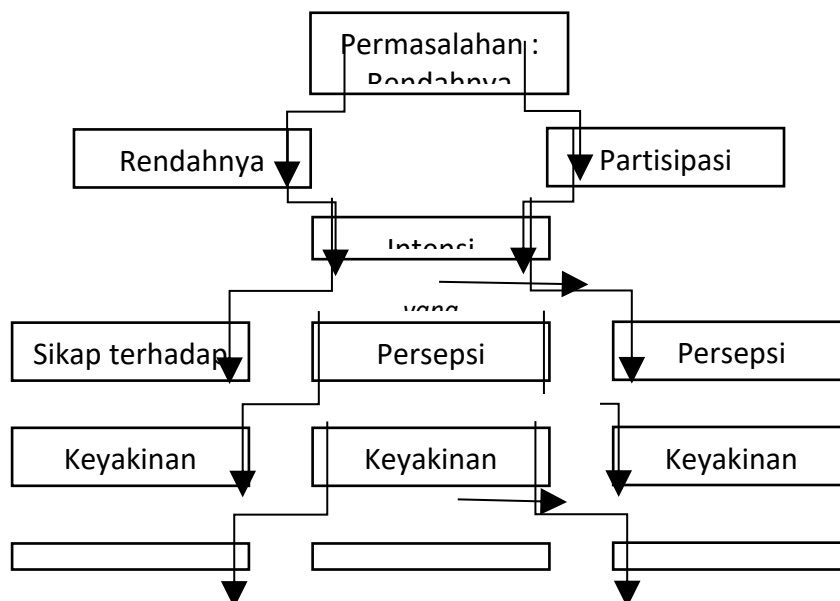 Permasalahan :
Rendahnya
Rendahnya
Partisipasi
Intensi
yang
Sikap terhadap
Persepsi
Persepsi
Keyakinan
Keyakinan
Keyakinan